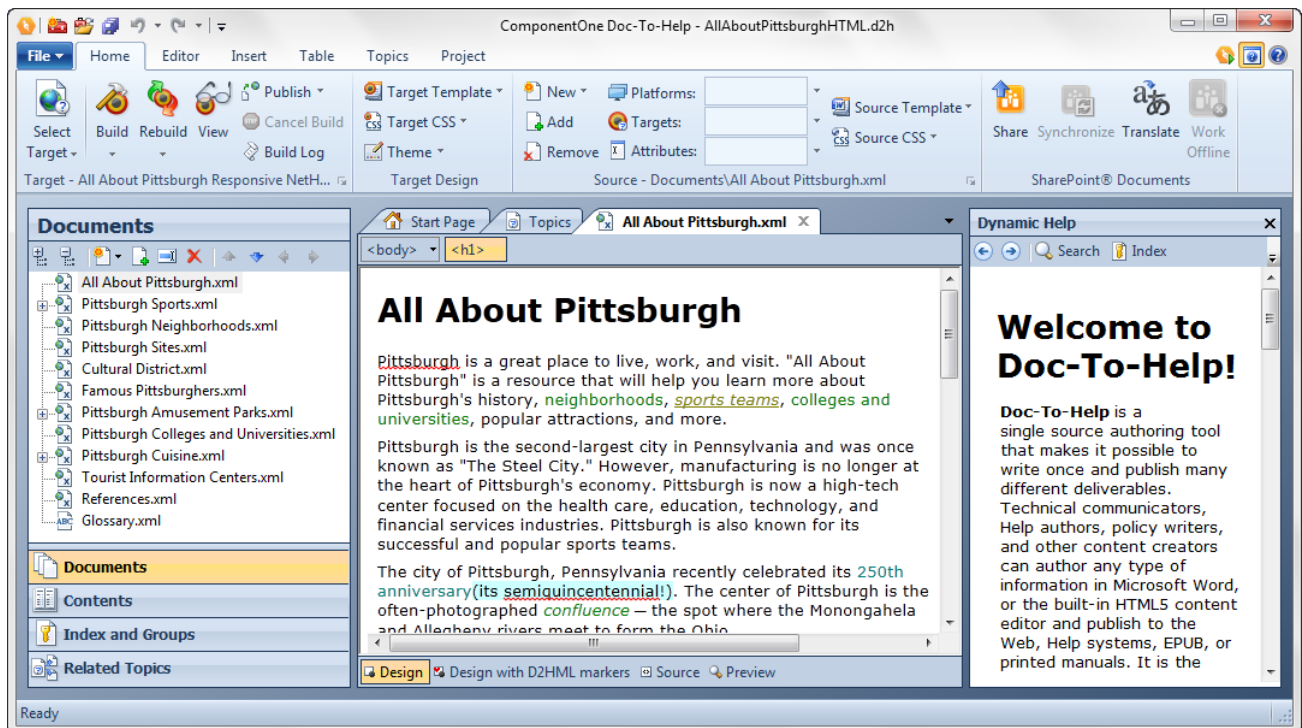 ComponentOne Doc-To-Help - AllAboutPittsburghHTML.d2h
File Home Editor Insert Table Topics Project
Select Target
Build
Rebuild
View
Publish
Cancel Build
Build Log
Target - All About Pittsburgh Responsive NetH...
Target Template
Target CSS
Theme
Target Design
New
Add
Remove
Platforms:
Targets:
Attributes:
Source Template
Source CSS
Source - Documents\All About Pittsburgh.xml
Share
Synchronize
Translate
Work Offline
SharePoint® Documents
Documents
All About Pittsburgh.xml
Pittsburgh Sports.xml
Pittsburgh Neighborhoods.xml
Pittsburgh Sites.xml
Cultural District.xml
Famous Pittsburghers.xml
Pittsburgh Amusement Parks.xml
Pittsburgh Colleges and Universities.xml
Pittsburgh Cuisine.xml
Tourist Information Centers.xml
References.xml
Glossary.xml
Documents
Contents
Index and Groups
Related Topics
Start Page Topics All About Pittsburgh.xml X
<body> <h1>
All About Pittsburgh
Pittsburgh is a great place to live, work, and visit. "All About
Pittsburgh" is a resource that will help you learn more about
Pittsburgh's history, neighborhoods, sports teams, colleges and
universities, popular attractions, and more.
Pittsburgh is the second-largest city in Pennsylvania and was once
known as "The Steel City." However, manufacturing is no longer at
the heart of Pittsburgh's economy. Pittsburgh is now a high-tech
center focused on the health care, education, technology, and
financial services industries. Pittsburgh is also known for its
successful and popular sports teams.
The city of Pittsburgh, Pennsylvania recently celebrated its 250th
anniversary(its semiquincentennial!). The center of Pittsburgh is the
often-photographed confluence — the spot where the Monongahela
and Allegheny rivers meet to form the Ohio
Design Design with D2HML markers Source Preview
Dynamic Help
Search Index
Welcome to
Doc-To-Help!
Doc-To-Help is a
single source authoring tool
that makes it possible to
write once and publish many
different deliverables.
Technical communicators,
Help authors, policy writers,
and other content creators
can author any type of
information in Microsoft Word,
or the built-in HTML5 content
editor and publish to the
Web, Help systems, EPUB, or
printed manuals. It is the
Ready